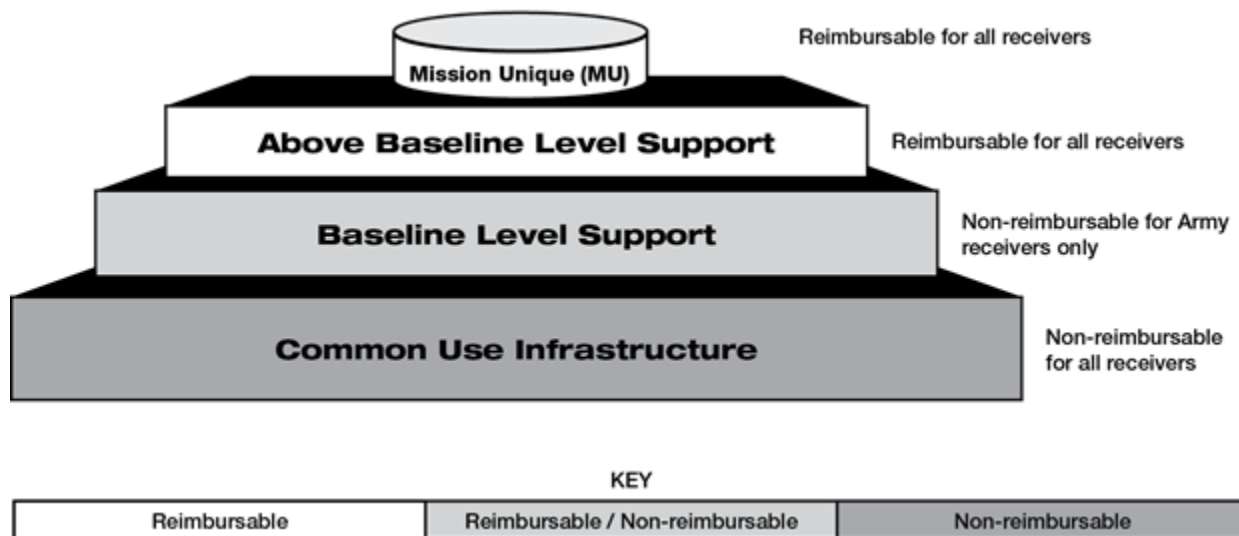 Reimbursable for all receivers
Mission Unique (MU)
Above Baseline Level Support
Reimbursable for all receivers
Baseline Level Support
Non-reimbursable for Army
receivers only
Common Use Infrastructure
Non-reimbursable
for all receivers
KEY
Reimbursable
Reimbursable / Non-reimbursable
Non-reimbursable